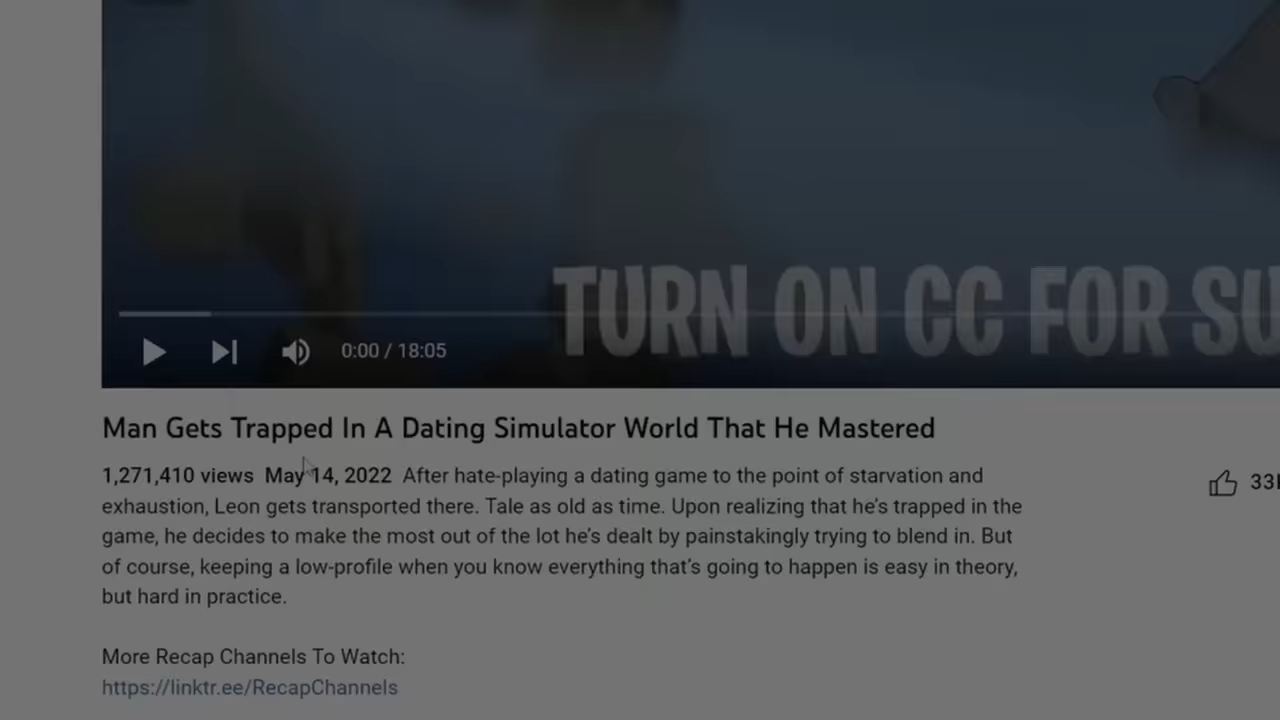 TURN ON CC FOR SU
0:00 / 18:05
Man Gets Trapped In A Dating Simulator World That He Mastered
1,271,410 views May 14, 2022 After hate-playing a dating game to the point of starvation and
exhaustion, Leon gets transported there. Tale as old as time. Upon realizing that he's trapped in the
game, he decides to make the most out of the lot he's dealt by painstakingly trying to blend in. But
of course, keeping a low-profile when you know everything that's going to happen is easy in theory,
but hard in practice.
33
More Recap Channels To Watch:
https://linktr.ee/RecapChannels